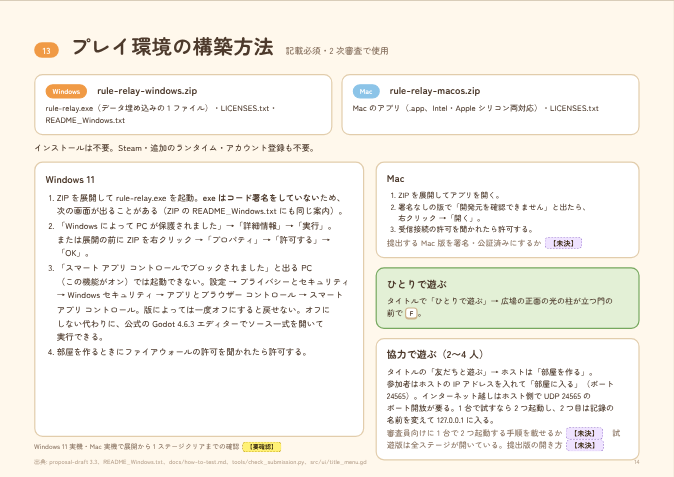 13 プレイ環境の構築方法 記載必須・2 次審査で使用
Windows rule-relay-windows.zip
rule-relay.exe（データ埋め込みの 1 ファイル）・LICENSES.txt・
README_Windows.txt
Mac rule-relay-macos.zip
Mac のアプリ（.app、Intel・Apple シリコン両対応）・LICENSES.txt
インストールは不要。Steam・追加のランタイム・アカウント登録も不要。
Windows 11
1. ZIP を展開して rule-relay.exe を起動。exe はコード署名をしていないため、
次の画面が出ることがある（ZIP の README_Windows.txt にも同じ案内）。
2. 「Windows によって PC が保護されました」→「詳細情報」→「実行」。
または展開の前に ZIP を右クリック →「プロパティ」→「許可する」→
「OK」。
3. 「スマート アプリ コントロールでブロックされました」と出る PC
（この機能がオン）では起動できない。設定 → プライバシーとセキュリティ
→ Windows セキュリティ → アプリとブラウザー コントロール → スマート
アプリ コントロール。版によっては一度オフにすると戻せない。オフに
しない代わりに、公式の Godot 4.6.3 エディターでソース一式を開いて
実行できる。
4. 部屋を作るときにファイアウォールの許可を聞かれたら許可する。
Windows 11 実機・Mac 実機で展開から 1 ステージクリアまでの確認 【実確認】
Mac
1. ZIP を展開してアプリを開く。
2. 署名なしの版で「開発元を確認できません」と出たら、
右クリック →「開く」。
3. 受信接続の許可を聞かれたら許可する。
提出する Mac 版を署名・公証済みにするか 【未決】
ひとりで遊ぶ
タイトルで「ひとりで遊ぶ」→ 広場の正面の光の柱が立つ門の
前で F。
協力で遊ぶ（2〜4 人）
タイトルの「友だちと遊ぶ」→ ホストは「部屋を作る」。
参加者はホストの IP アドレスを入れて「部屋に入る」（ポート
24565）。インターネット越しはホスト側で UDP 24565 の
ポート開放が要る。1 台で試すなら 2 つ起動し、2 つ目は記録の
名前を変えて 127.0.0.1 に入る。
審査員向けに 1 台で 2 つ起動する手順を載せるか 【未決】 試
遊版は全ステージが開いている。提出版の開き方 【未決】
出典: proposal-draft 3.3、README_Windows.txt、docs/how-to-test.md、tools/check_submission.py、src/ui/title_menu.gd
14